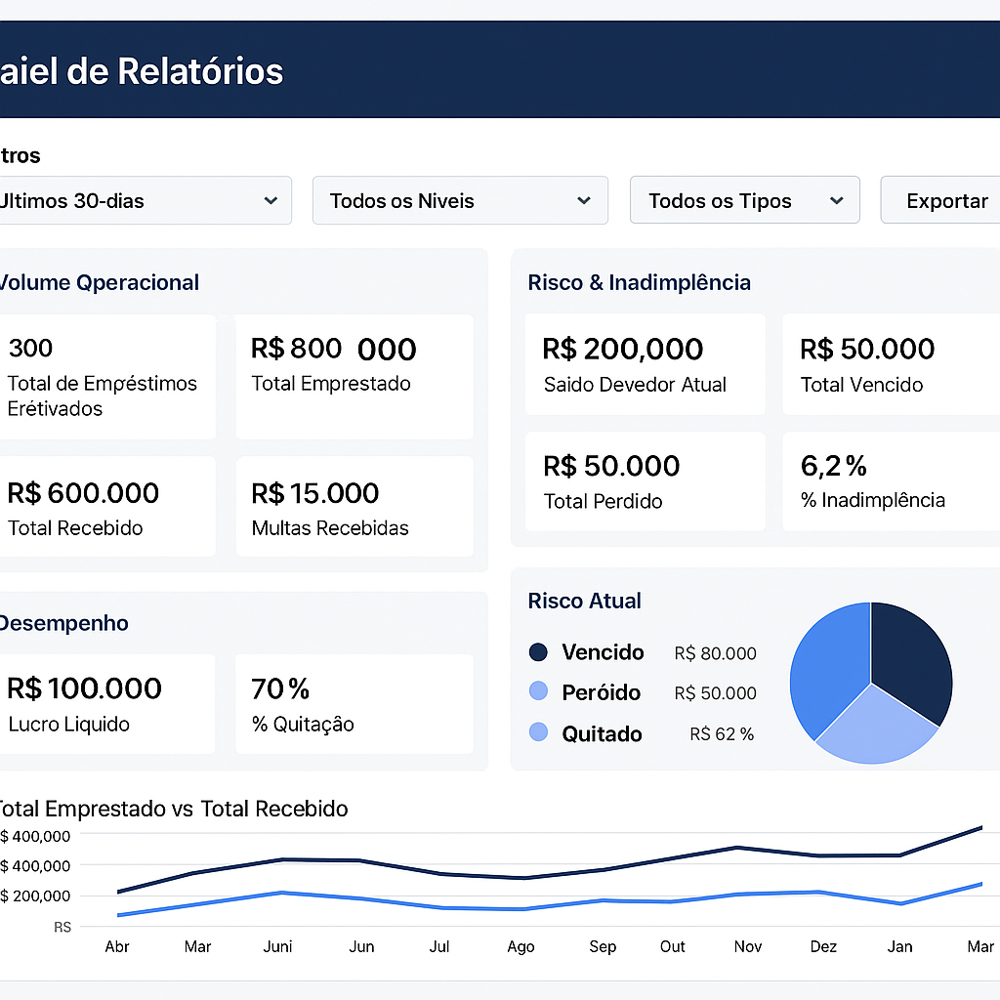 aiel de Relatórios
tros
Ultimos 30-dias
Todos os Niveis
Todos os Tipos
Exportar
Volume Qperacional
300
Total de Empréstimos
Erétivados
R$ 800 000
Total Emprestado
R$ 600.000
Total Recebido
R$ 15.000
Multas Recebidas
Risco & Inadimplência
R$ 200,000
Saido Devedor Atual
R$ 50.000
Total Vencido
R$ 50.000
Total Perdido
6,2 %
% Inadimplência
Desempenho
R$ 100.000
Lucro Liquido
70 %
% Quitaçâo
Risco Atual
Vencido R$ 80.000
Peróido R$ 50.000
Quitado R$ 62 %
Total Emprestado vs Total Recebido
$ 400,000
$ 400,000
$ 200,000
RS
Abr Mar Juni Jun Jul Ago Sep Out Nov Dez Jan Mar